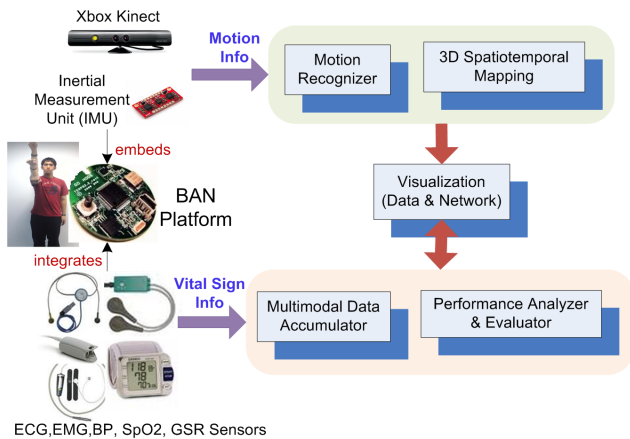 Xbox Kinect
Motion
Info
Motion
Recognizer
3D Spatiotemporal
Mapping
Inertial
Measurement
Unit (IMU)
embeds
BAN
Platform
Visualization
(Data & Network)
integrates
Vital Sign
Info
Multimodal Data
Accumulator
Performance Analyzer
& Evaluator
ECG,EMG,BP, SpO2, GSR Sensors